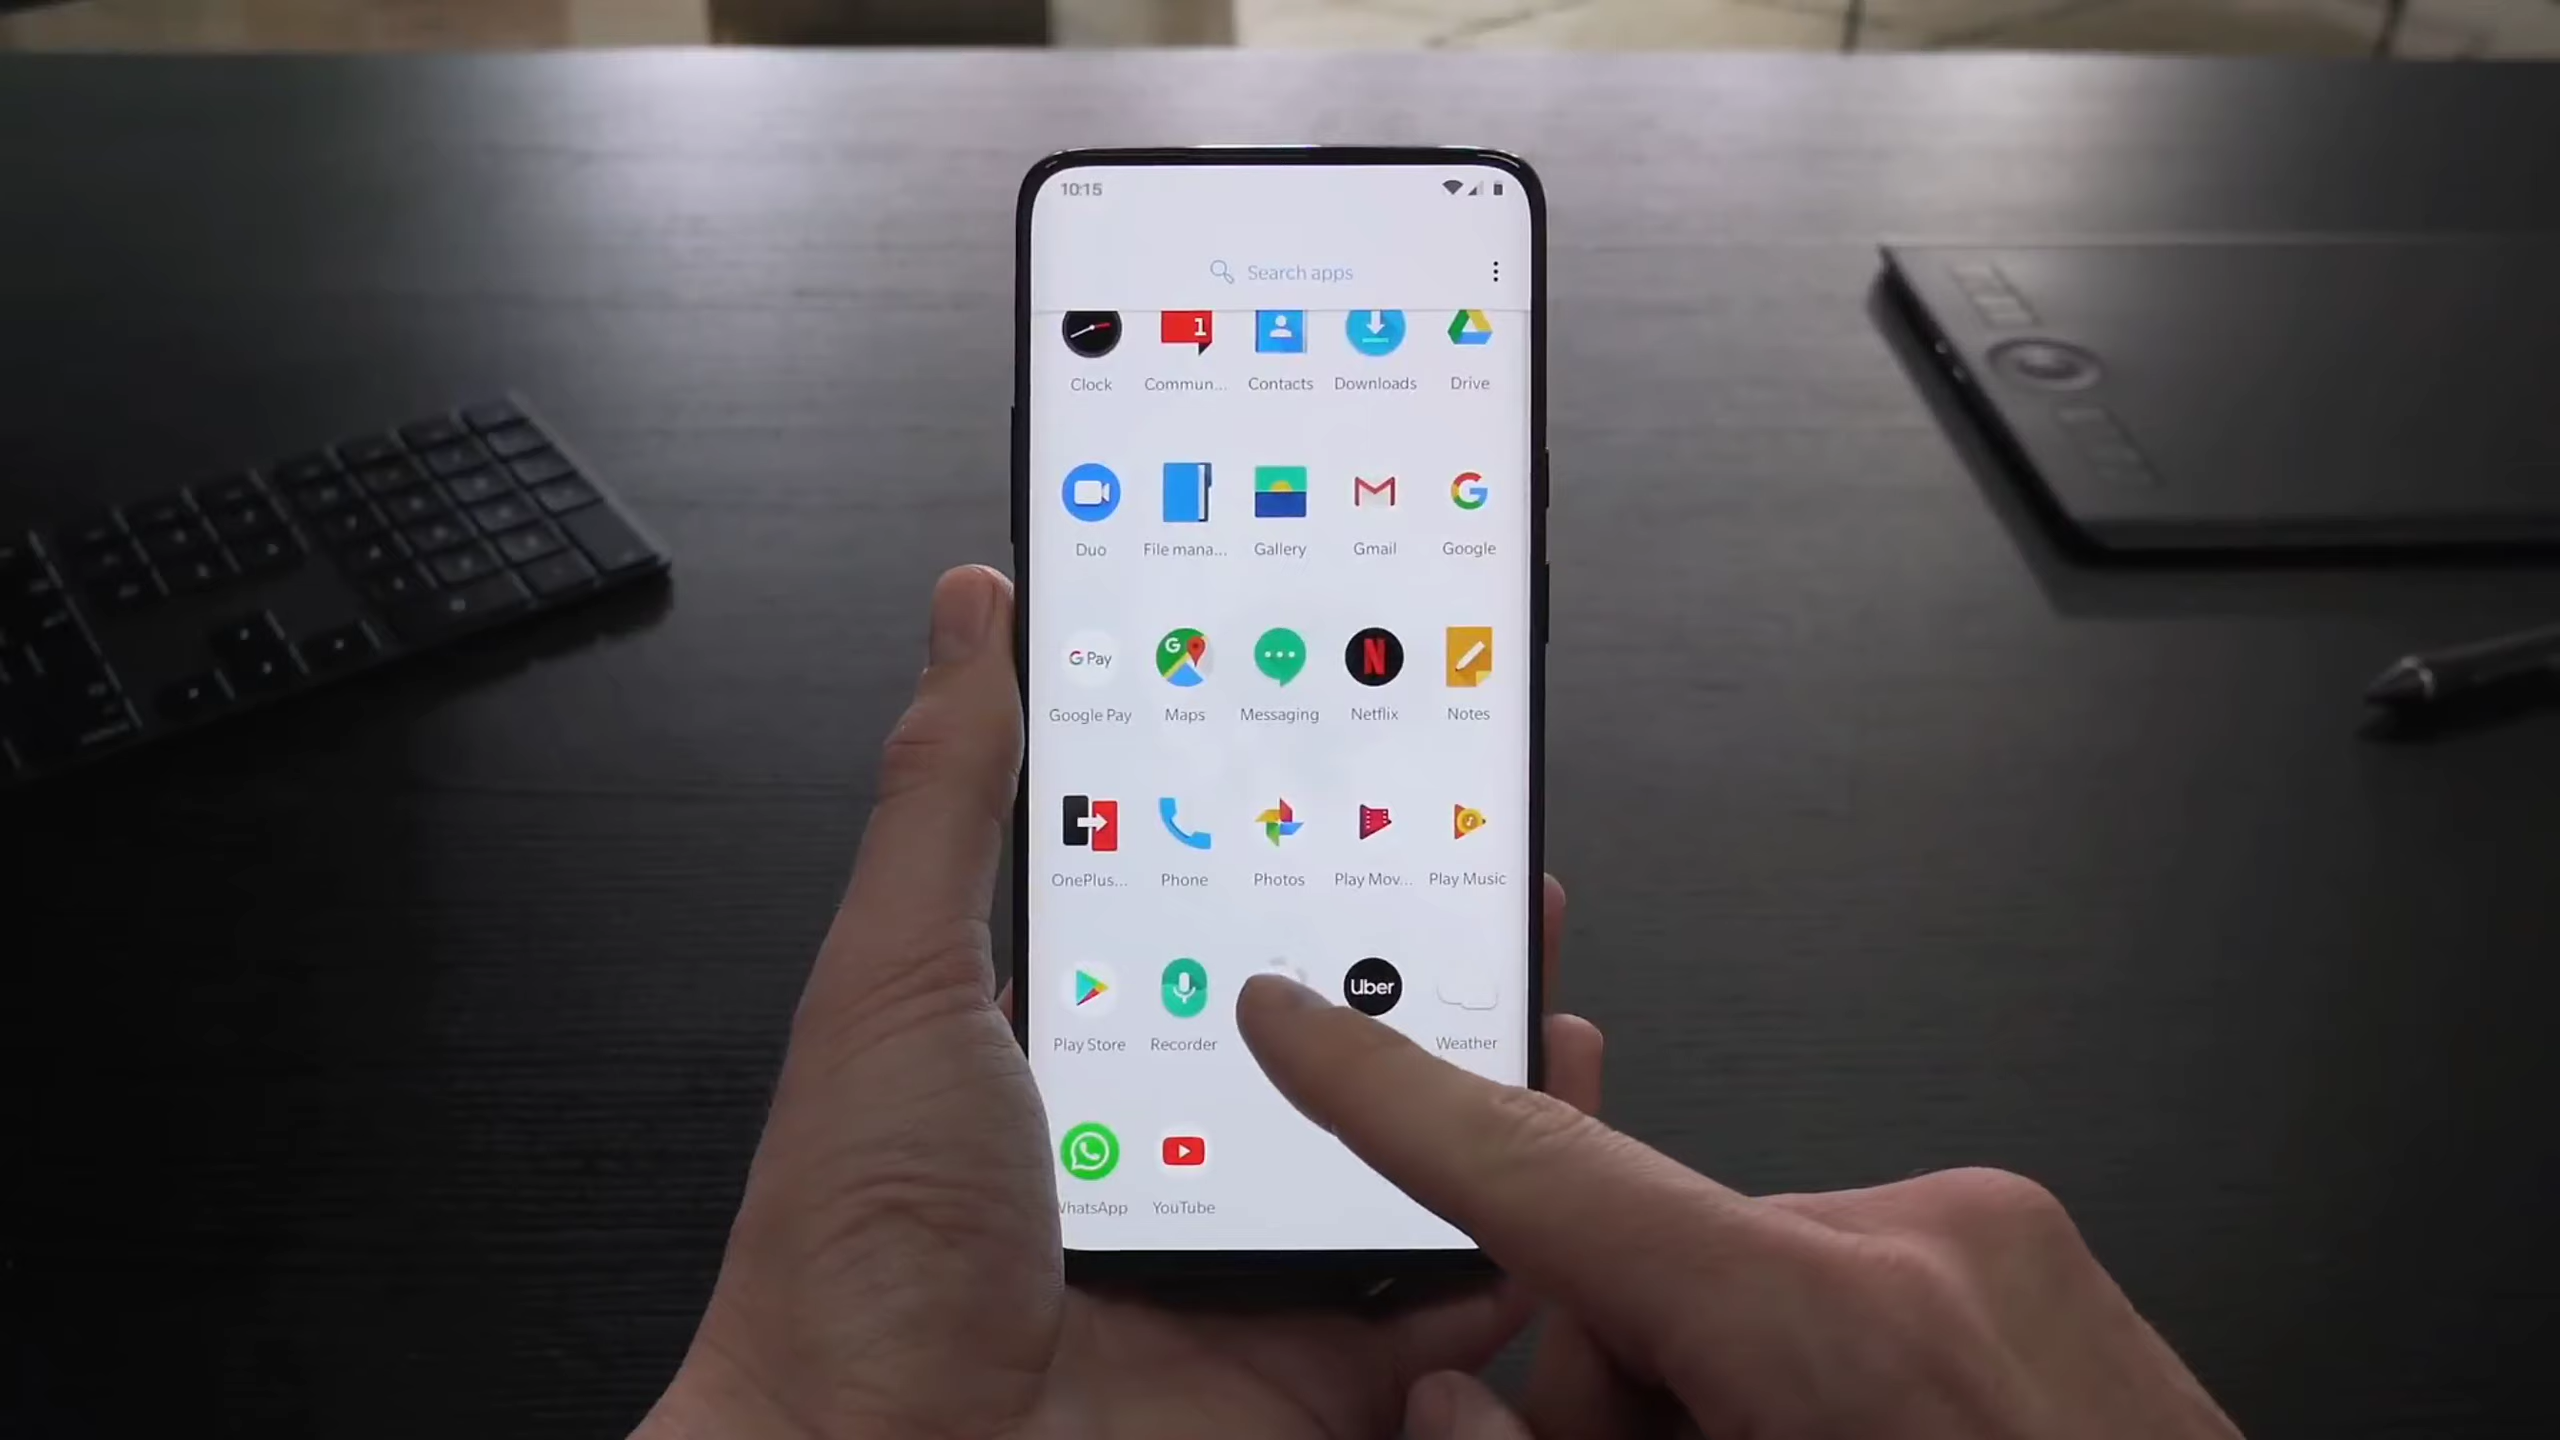 10:15
Search apps
1
Clock Commun... Contacts Downloads Drive
Duo File mana... Gallery Gmail Google
G Pay
Google Pay Maps Messaging Netflix Notes
OnePlus... Phone Photos Play Mov... Play Music
Uber
Play Store Recorder Weather
WhatsApp YouTube